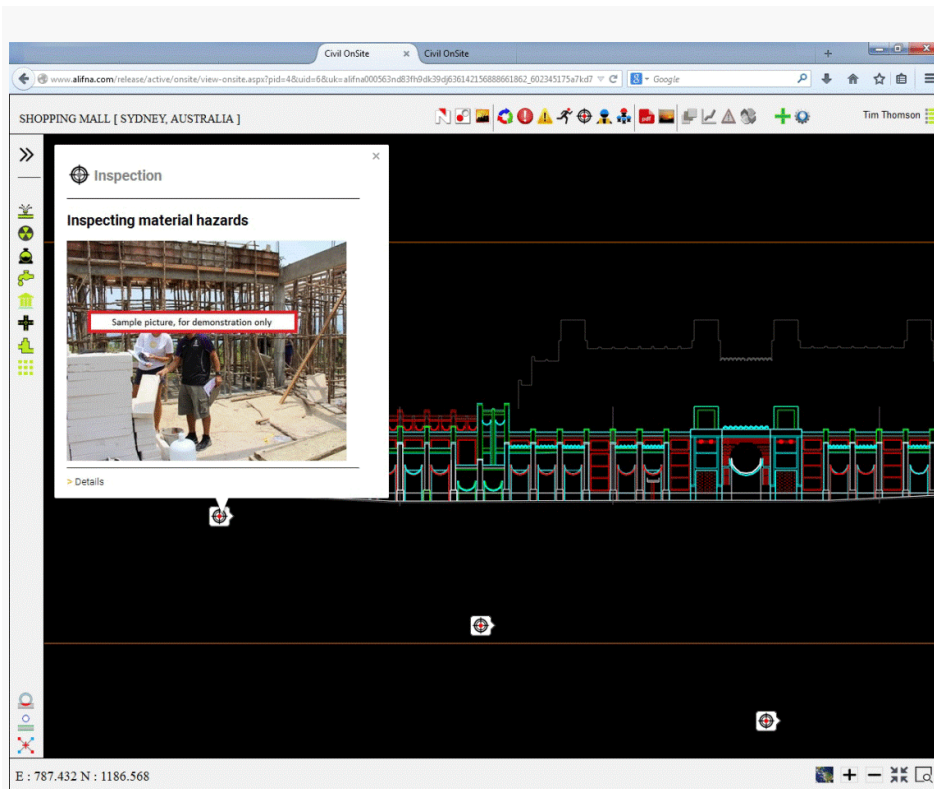 Civil OnSite × Civil OnSite +
www.alifna.com/release/active/onsite/view-onsite.aspx?pid=4&uid=6&uk=alifna000563nd83fh9dk39dj636142156888661862_602345175a7kd7 Google
SHOPPING MALL [ SYDNEY, AUSTRALIA ] pdf Tim Thomson
Inspection
Inspecting material hazards
Sample picture, for demonstration only
> Details
E : 787.432 N : 1186.568